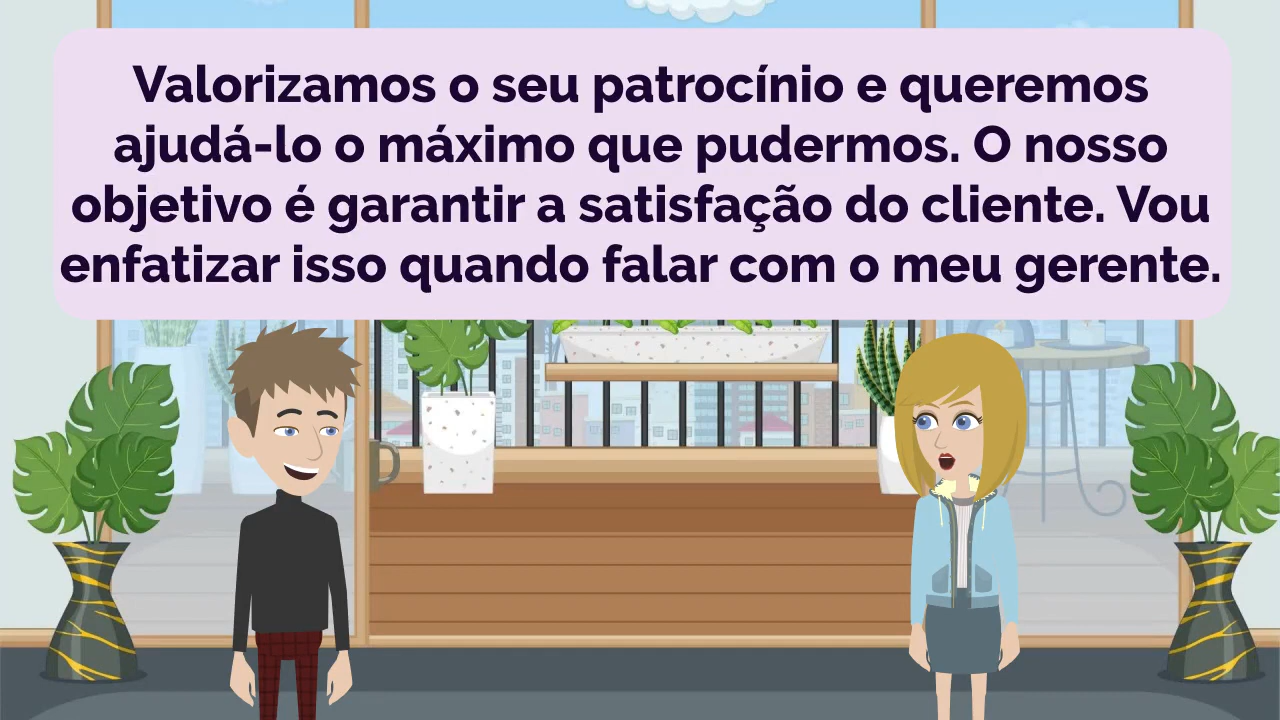 Valorizamos o seu patrocínio e queremos
ajudá-lo o máximo que pudermos. O nosso
objetivo é garantir a satisfação do cliente. Vou
enfatizar isso quando falar com o meu gerente.